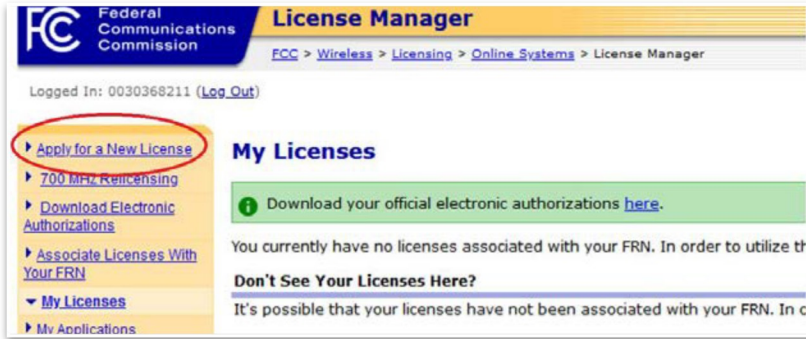 FC
Federal
Communications
Commission
License Manager
FCC > Wireless > Licensing > Online Systems > License Manager
Logged In: 0030368211 (Log Out)
Apply for a New License
700 MHz Relicensing
Download Electronic
Authorizations
Associate Licenses With
Your FRN
My Licenses
My Applications
My Licenses
Download your official electronic authorizations here.
You currently have no licenses associated with your FRN. In order to utilize
Don't See Your Licenses Here?
It's possible that your licenses have not been associated with your FRN. In